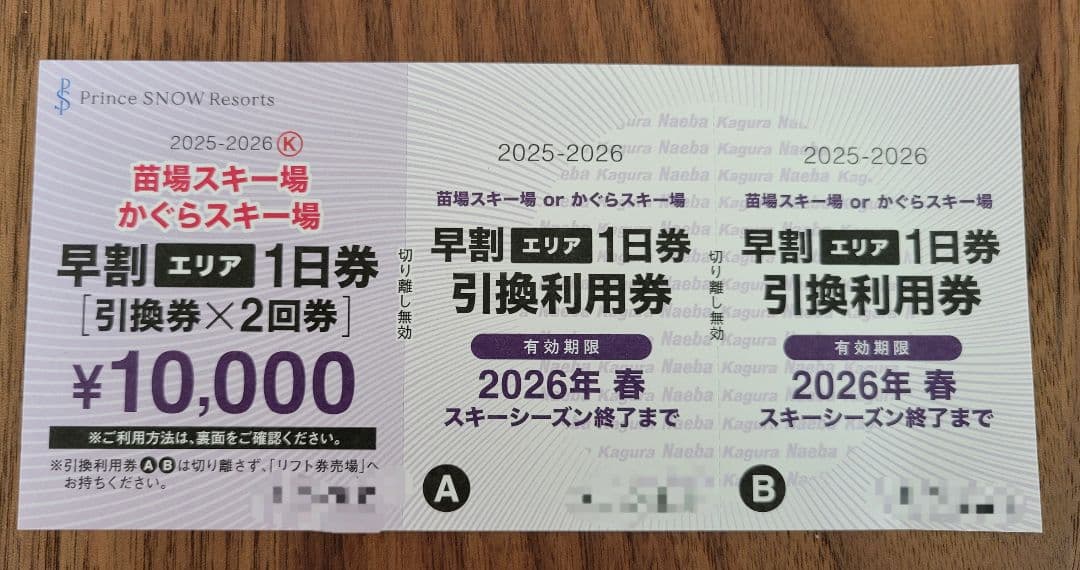 Prince SNOW Resorts
2025-2026 Ⓚ
苗場スキー場
かぐらスキー場
早割 エリア 1日券
[引換券×2回券]
¥10,000
※ご利用方法は、裏面をご確認ください。
※引換利用券ⒶⒷは切り離さず、「リフト券売場」へ
お持ちください。
切り離し無効
2025-2026
苗場スキー場 or かぐらスキー場
早割 エリア 1日券
引換利用券
有効期限
2026年 春
スキーシーズン終了まで
A
切り離し無効
2025-2026
苗場スキー場 or かぐらスキー場
早割 エリア 1日券
引換利用券
有効期限
2026年 春
スキーシーズン終了まで
B
Naeba Kagura
Kagura Naeba Kagura Naeba